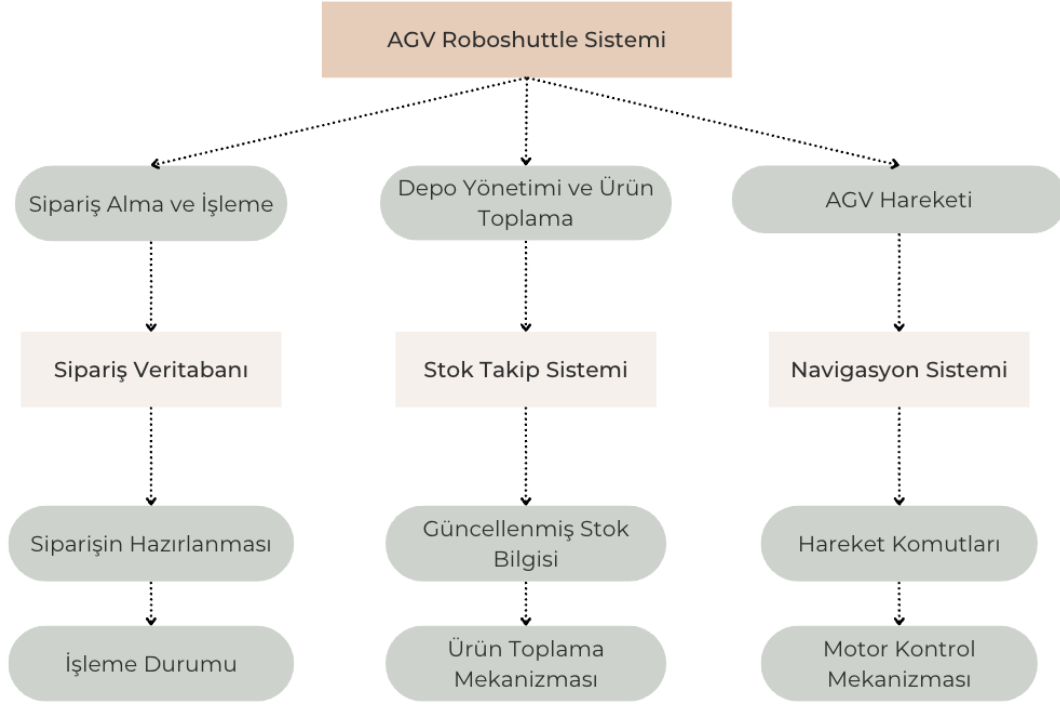 AGV Roboshuttle Sistemi
Sipariş Alma ve İşleme
Depo Yönetimi ve Ürün
Toplama
AGV Hareketi
Sipariş Veritabanı
Stok Takip Sistemi
Navigasyon Sistemi
Siparişin Hazırlanması
Güncellenmiş Stok
Bilgisi
Hareket Komutları
İşleme Durumu
Ürün Toplama
Mekanizması
Motor Kontrol
Mekanizması